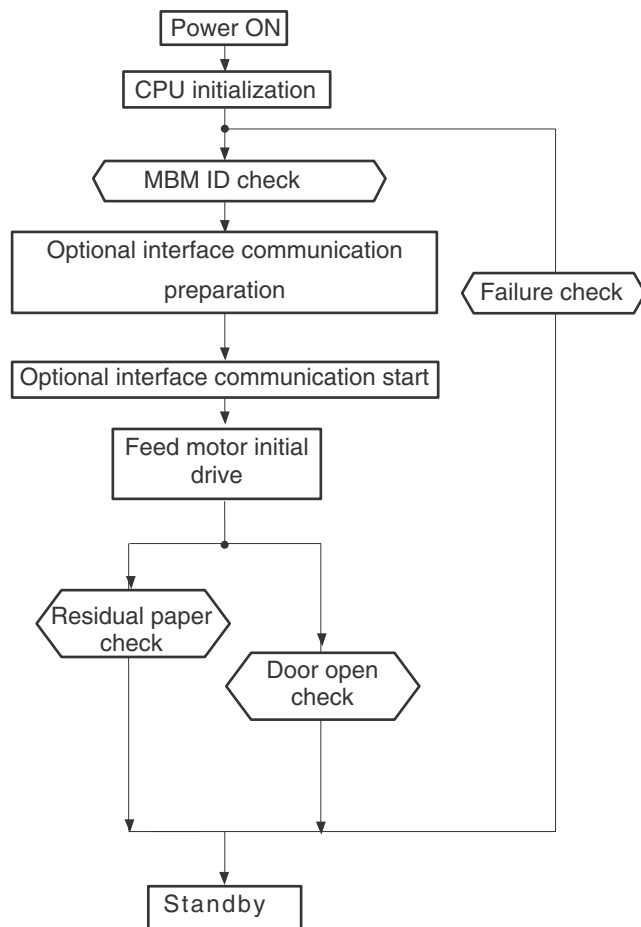 Power ON
CPU initialization
MBM ID check
Optional interface communication
preparation
Failure check
Optional interface communication start
Feed motor initial
drive
Residual paper
check
Door open
check
Standby